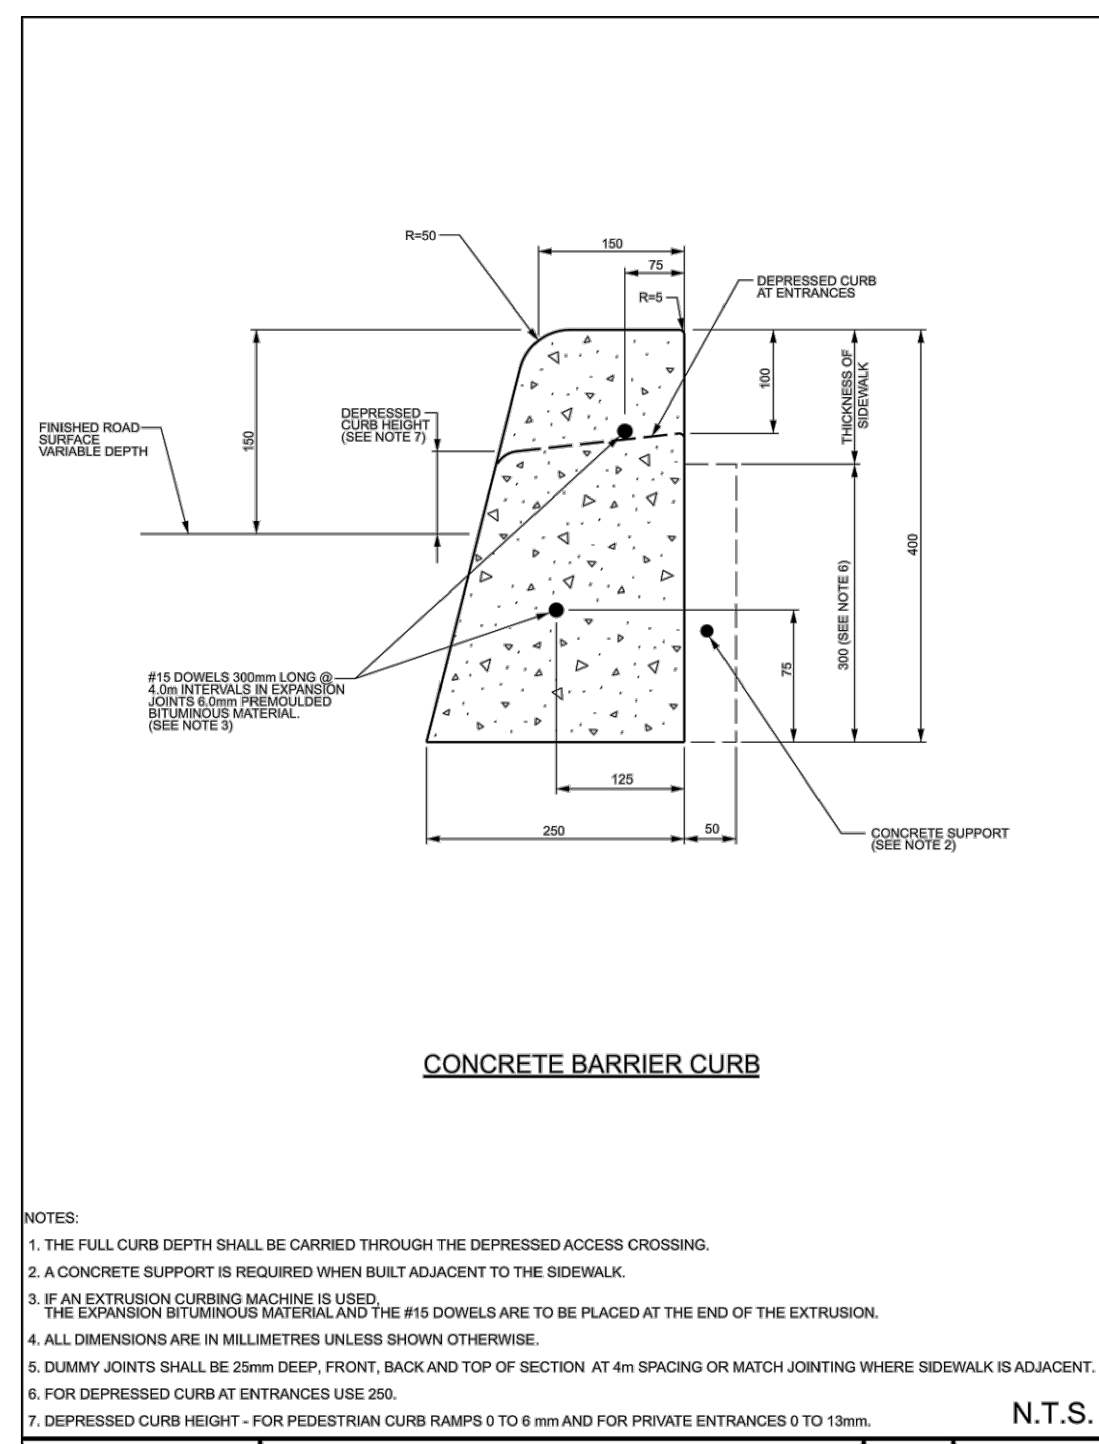 R=50
150
75
R=5
DEPRESSED CURB
AT ENTRANCES
100
THICKNESS OF
SIDEWALK
150
DEPRESSED
CURB HEIGHT
(SEE NOTE 7)
FINISHED ROAD
SURFACE
VARIABLE DEPTH
400
300 (SEE NOTE 6)
75
#15 DOWELS 300mm LONG @
4.0m INTERVALS IN EXPANSION
JOINTS 6.0mm PREMOULDED
BITUMINOUS MATERIAL.
(SEE NOTE 3)
125
250
50
CONCRETE SUPPORT
(SEE NOTE 2)
CONCRETE BARRIER CURB
NOTES:
1. THE FULL CURB DEPTH SHALL BE CARRIED THROUGH THE DEPRESSED ACCESS CROSSING.
2. A CONCRETE SUPPORT IS REQUIRED WHEN BUILT ADJACENT TO THE SIDEWALK.
3. IF AN EXTRUSION CURBING MACHINE IS USED,
THE EXPANSION BITUMINOUS MATERIAL AND THE #15 DOWELS ARE TO BE PLACED AT THE END OF THE EXTRUSION.
4. ALL DIMENSIONS ARE IN MILLIMETRES UNLESS SHOWN OTHERWISE.
5. DUMMY JOINTS SHALL BE 25mm DEEP, FRONT, BACK AND TOP OF SECTION AT 4m SPACING OR MATCH JOINTING WHERE SIDEWALK IS ADJACENT.
6. FOR DEPRESSED CURB AT ENTRANCES USE 250.
7. DEPRESSED CURB HEIGHT - FOR PEDESTRIAN CURB RAMPS 0 TO 6 mm AND FOR PRIVATE ENTRANCES 0 TO 13mm.
N.T.S.